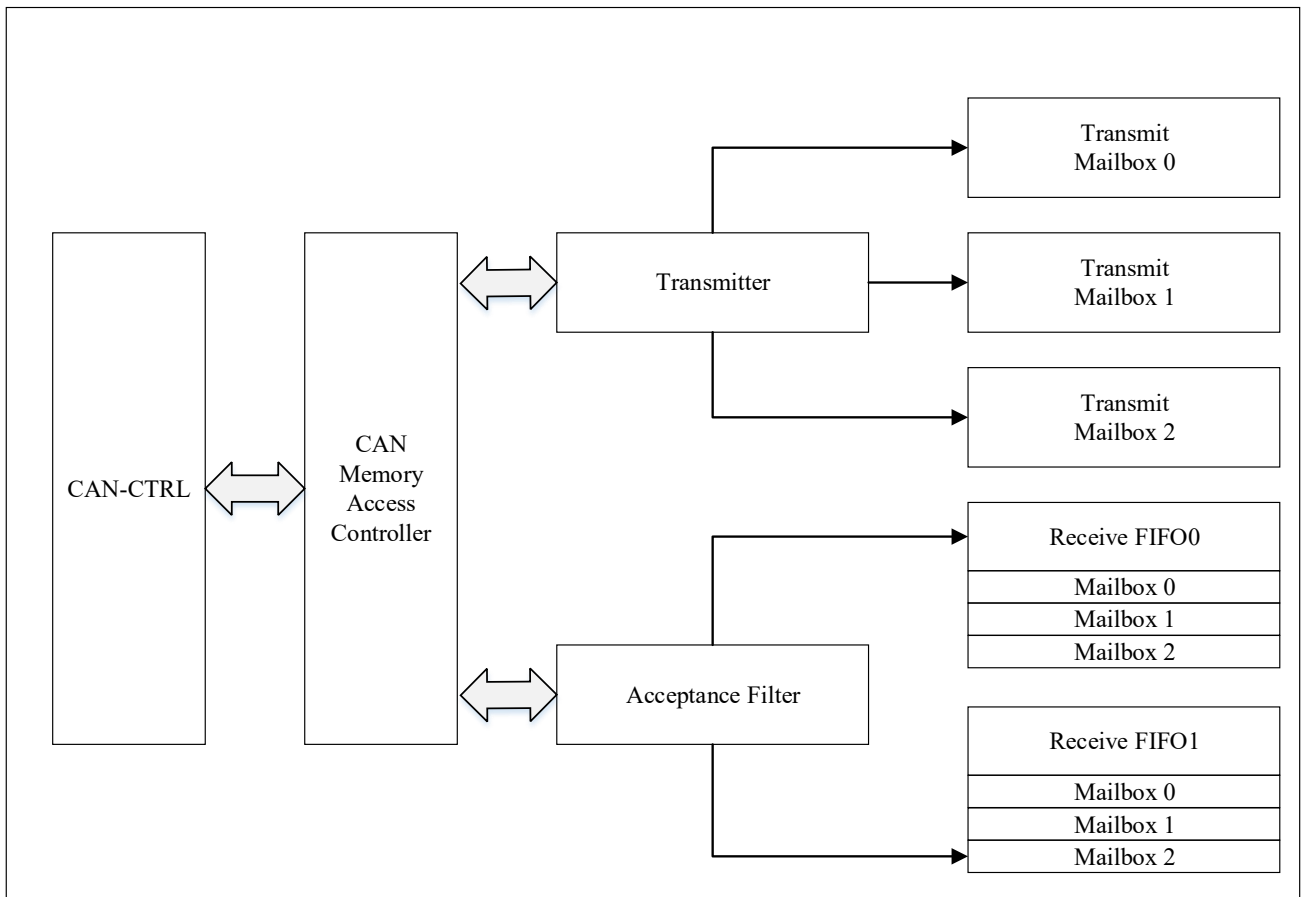 CAN-CTRL
CAN
Memory
Access
Controller
Transmitter
Acceptance Filter
Transmit
Mailbox 0
Transmit
Mailbox 1
Transmit
Mailbox 2
Receive FIFO0
Mailbox 0
Mailbox 1
Mailbox 2
Receive FIFO1
Mailbox 0
Mailbox 1
Mailbox 2